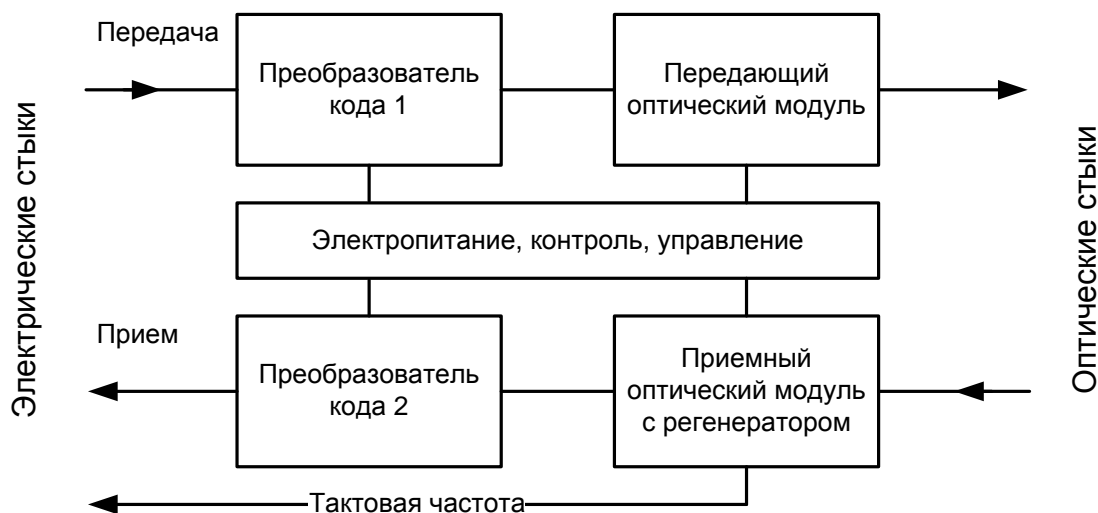 Передача
Преобразователь
кода 1
Передающий
оптический модуль
Электрические стыки
Оптические стыки
Электропитание, контроль, управление
Прием
Преобразователь
кода 2
Приемный
оптический модуль
с регенератором
Тактовая частота